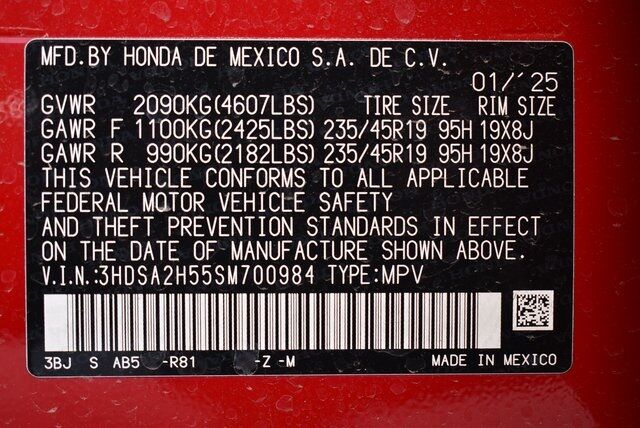 MFD.BY HONDA DE MEXICO S.A. DE C.V.
01/'25
GVWR 2090KG(4607LBS) TIRE SIZE RIM SIZE
GAWR F 1100KG(2425LBS) 235/45R19 95H 19X8J
GAWR R 990KG(2182LBS) 235/45R19 95H 19X8J
THIS VEHICLE CONFORMS TO ALL APPLICABLE
FEDERAL MOTOR VEHICLE SAFETY
AND THEFT PREVENTION STANDARDS IN EFFECT
ON THE DATE OF MANUFACTURE SHOWN ABOVE.
V.I.N.:3HDSA2H55SM700984 TYPE:MPV
3BJ S AB5 -R81 -Z -M MADE IN MEXICO